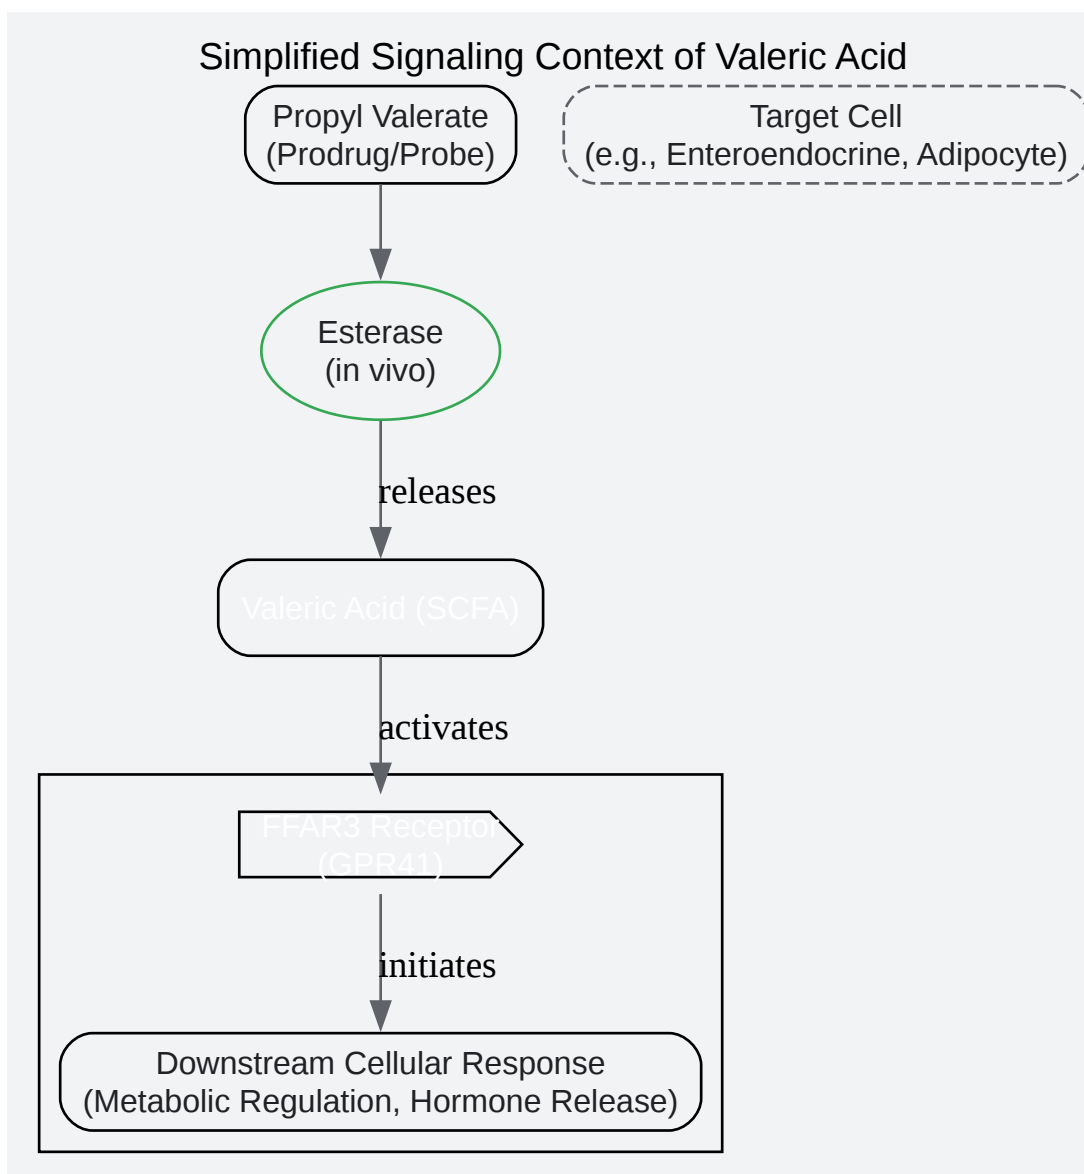 Simplified Signaling Context of Valeric Acid
Propyl Valerate
(Prodrug/Probe)
Target Cell
(e.g., Enteroendocrine, Adipocyte)
Esterase
(in vivo)
releases
Valeric Acid (SCFA)
activates
FFAR3 Receptor
(GPR41)
initiates
Downstream Cellular Response
(Metabolic Regulation, Hormone Release)